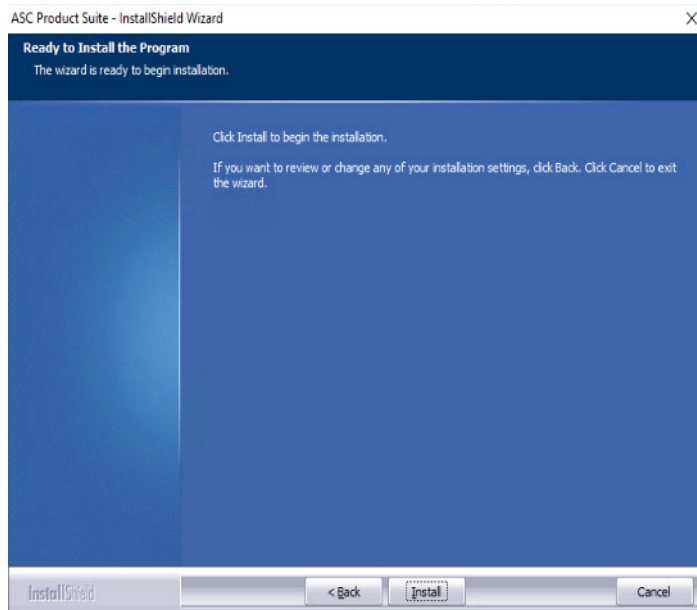 ASC Product Suite - InstallShield Wizard
X
Ready to Install the Program
The wizard is ready to begin installation.
Click Install to begin the installation.
If you want to review or change any of your installation settings, click Back. Click Cancel to exit
the wizard.
InstallShield
< Back
Install
Cancel